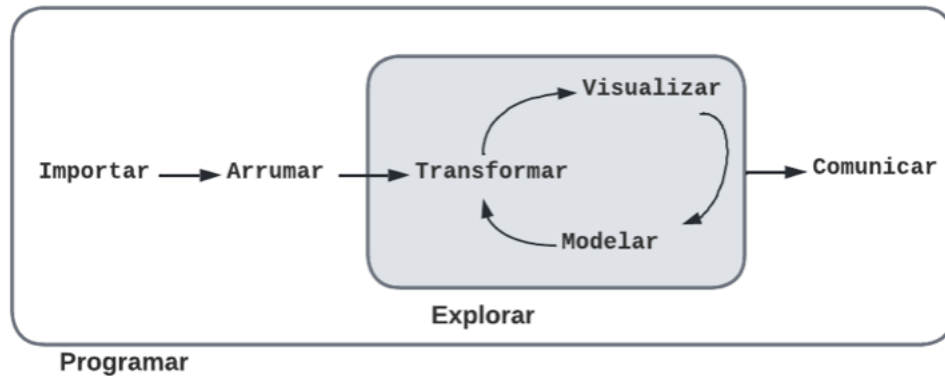 Importar
Arrumar
Transformar
Visualizar
Modelar
Comunicar
Explorar
Programar